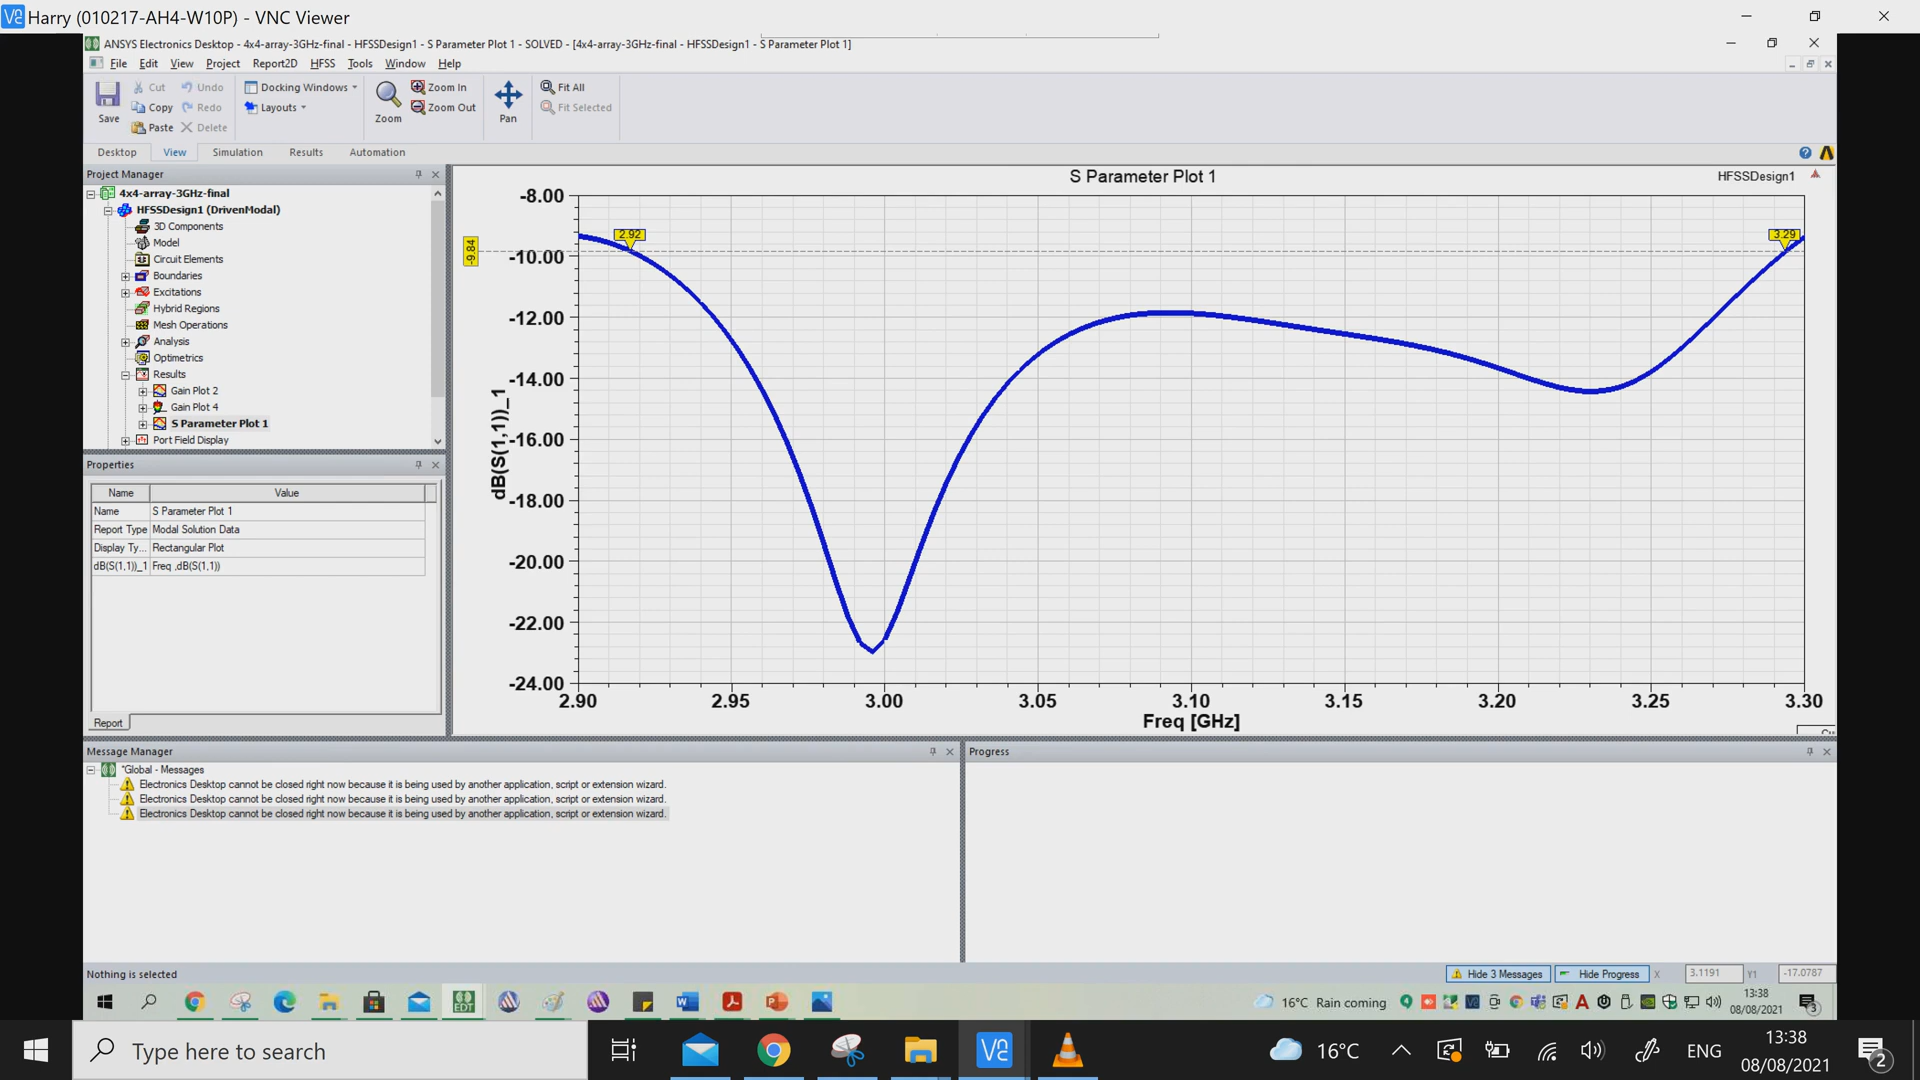 Harry (010217-AH4-W10P) - VNC Viewer
ANSYS Electronics Desktop - 4x4-array-3GHz-final - HFSSDesign1 - S Parameter Plot 1 - SOLVED - [4x4-array-3GHz-final - HFSSDesign1 - S Parameter Plot 1]
File Edit View Project Report2D HFSS Tools Window Help
Save
Cut Undo
Copy Redo
Paste Delete
Docking Windows
Layouts
Zoom
Zoom In
Zoom Out
Pan
Fit All
Fit Selected
Desktop View Simulation Results Automation
Project Manager
4x4-array-3GHz-final
HFSSDesign1 (DrivenModal)
3D Components
Model
Circuit Elements
Boundaries
Excitations
Hybrid Regions
Mesh Operations
Analysis
Optimetrics
Results
Gain Plot 2
Gain Plot 4
S Parameter Plot 1
Port Field Display
Properties
Name Value
Name S Parameter Plot 1
Report Type Modal Solution Data
Display Ty... Rectangular Plot
dB(S(1,1))_1 Freq ,dB(S(1,1))
Report
S Parameter Plot 1
HFSSDesign1
-8.00
-10.00
-12.00
-14.00
-16.00
-18.00
-20.00
-22.00
-24.00
-9.84
2.92
3.29
dB(S(1,1))_1
2.90 2.95 3.00 3.05 3.10 3.15 3.20 3.25 3.30
Freq [GHz]
Message Manager
*Global - Messages
Electronics Desktop cannot be closed right now because it is being used by another application, script or extension wizard.
Electronics Desktop cannot be closed right now because it is being used by another application, script or extension wizard.
Electronics Desktop cannot be closed right now because it is being used by another application, script or extension wizard.
Progress
Nothing is selected
Hide 3 Messages Hide Progress X 3.1191 Y1 -17.0787
EDT
16°C Rain coming
13:38
08/08/2021
3
Type here to search
16°C
ENG
13:38
08/08/2021
2